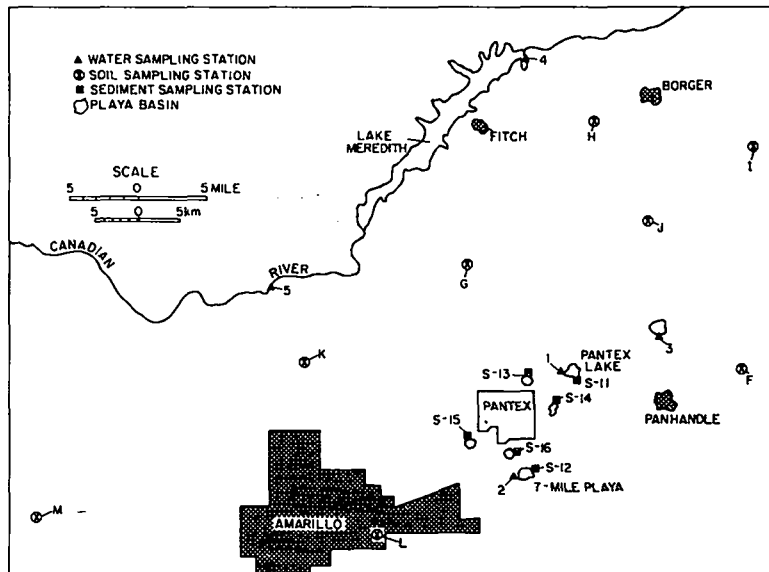 WATER SAMPLING STATION
SOIL SAMPLING STATION
SEDIMENT SAMPLING STATION
PLAYA BASIN
SCALE
5 0 5 MILE
5 0 5 km
4
BORGER
LAKE
MEREDITH
FITCH
H
I
J
CANADIAN
RIVER
5
G
K
3
1
PANTEX
LAKE
S-13
S-11
F
S-14
PANTEX
PANHANDLE
S-15
S-16
S-12
2
7-MILE PLAYA
M
AMARILLO
L